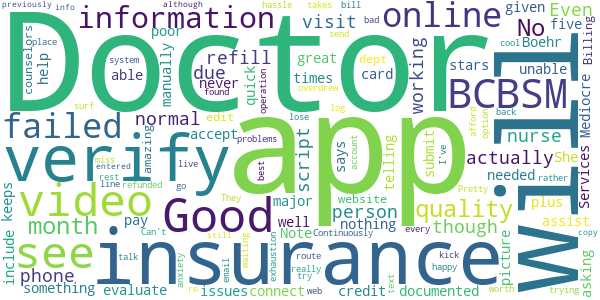 previously info although hassle takes bill bad
information online given Even
counselors help poor visit No five
Doctor
place system manually refill send dept cool Boehr Billing
able due never great card stars unable
found times quick overdrew surf operation log lose problems
BCBSM
working
failed normal script says submit nurse
edit accept amazing telling back actually She
verify app Will
miss entered live best account option I've afford
rest major needed Mediocre
include keeps video Good person quality though Services
line refunded go They website Continuously every Pretty rather
see month pay well nothing plus assist
Can't Note picture copy
phone still route kick worth
something talk anxiety email waiting exhaustion web really try happy text trying asking
insurance
evaluate issues connect re credit documented